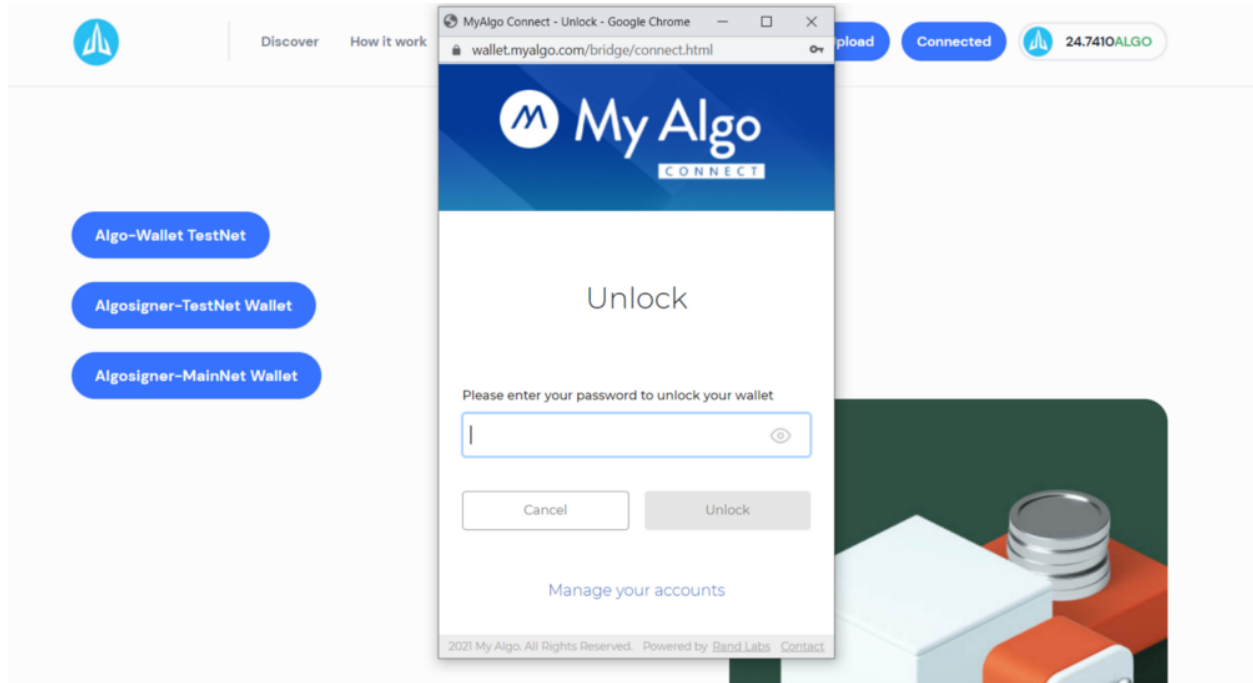 Discover How it work
MyAlgo Connect - Unlock - Google Chrome
wallet.myalgo.com/bridge/connect.html
pload
Connected
24.7410ALGO
My Algo
CONNECT
Algo-Wallet TestNet
Algosigner-TestNet Wallet
Algosigner-MainNet Wallet
Unlock
Please enter your password to unlock your wallet
Cancel
Unlock
Manage your accounts
2021 My Algo. All Rights Reserved. Powered by Rand Labs Contact